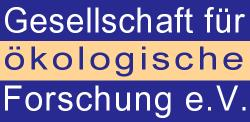 Gesellschaft für
ökologische
Forschung e.V.